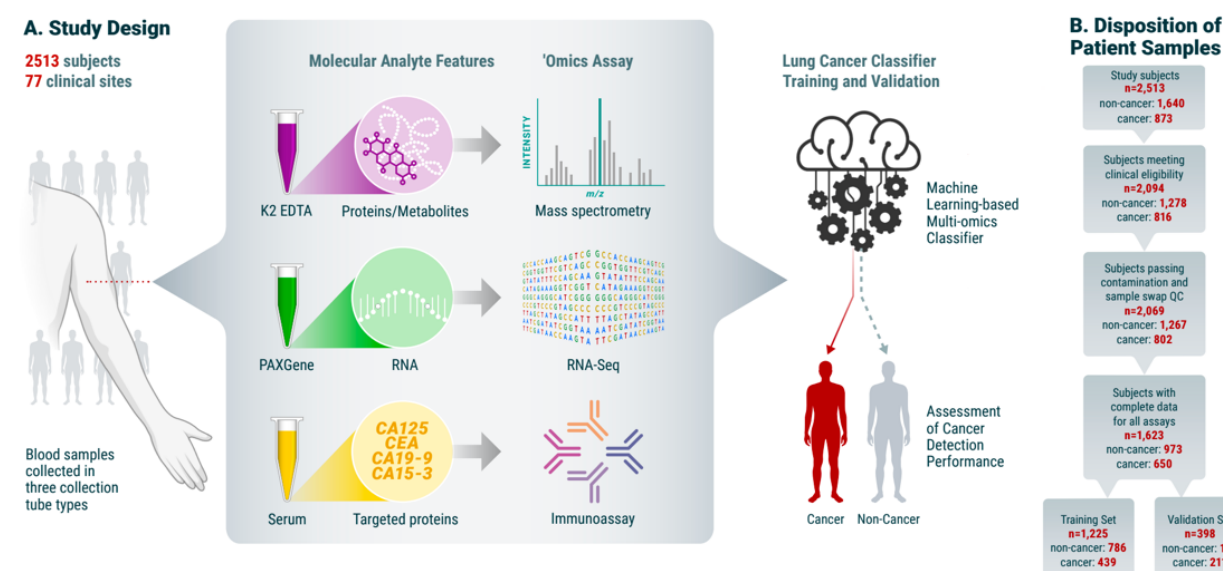 A. Study Design
2513 subjects
77 clinical sites
Blood samples
collected in
three collection
tube types
Molecular Analyte Features
'Omics Assay
K2 EDTA
Proteins/Metabolites
INTENSITY
m/z
Mass spectrometry
PAXGene
RNA
RNA-Seq
Serum
CA125
CEA
CA19-9
CA15-3
Targeted proteins
Immunoassay
Lung Cancer Classifier
Training and Validation
Machine
Learning-based
Multi-omics
Classifier
Assessment
of Cancer
Detection
Performance
Cancer
Non-Cancer
B. Disposition of
Patient Samples
Study subjects
n=2,513
non-cancer: 1,640
cancer: 873
Subjects meeting
clinical eligibility
n=2,094
non-cancer: 1,278
cancer: 816
Subjects passing
contamination and
sample swap QC
n=2,069
non-cancer: 1,267
cancer: 802
Subjects with
complete data
for all assays
n=1,623
non-cancer: 973
cancer: 650
Training Set
n=1,225
non-cancer: 786
cancer: 439
Validation
n=398
non-cancer:
cancer: